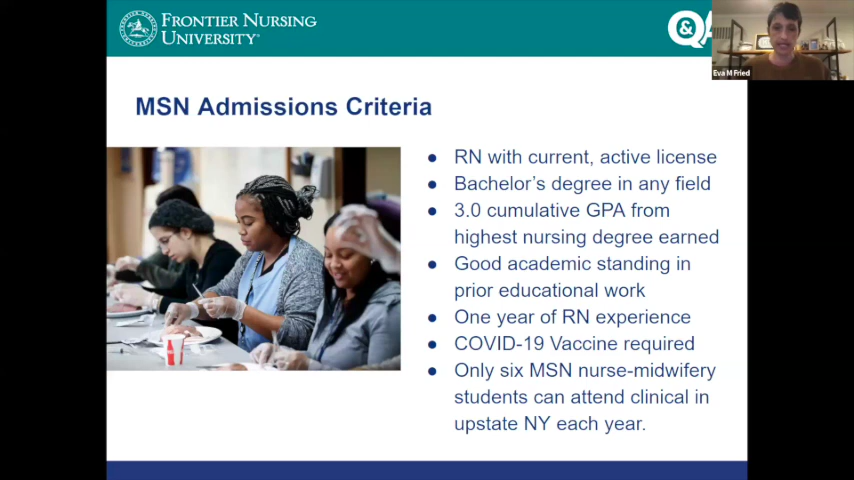 FRONTIER NURSING
UNIVERSITY®
Q&A
Eva M Fried
MSN Admissions Criteria
● RN with current, active license
● Bachelor's degree in any field
● 3.0 cumulative GPA from
highest nursing degree earned
● Good academic standing in
prior educational work
● One year of RN experience
● COVID-19 Vaccine required
● Only six MSN nurse-midwifery
students can attend clinical in
upstate NY each year.